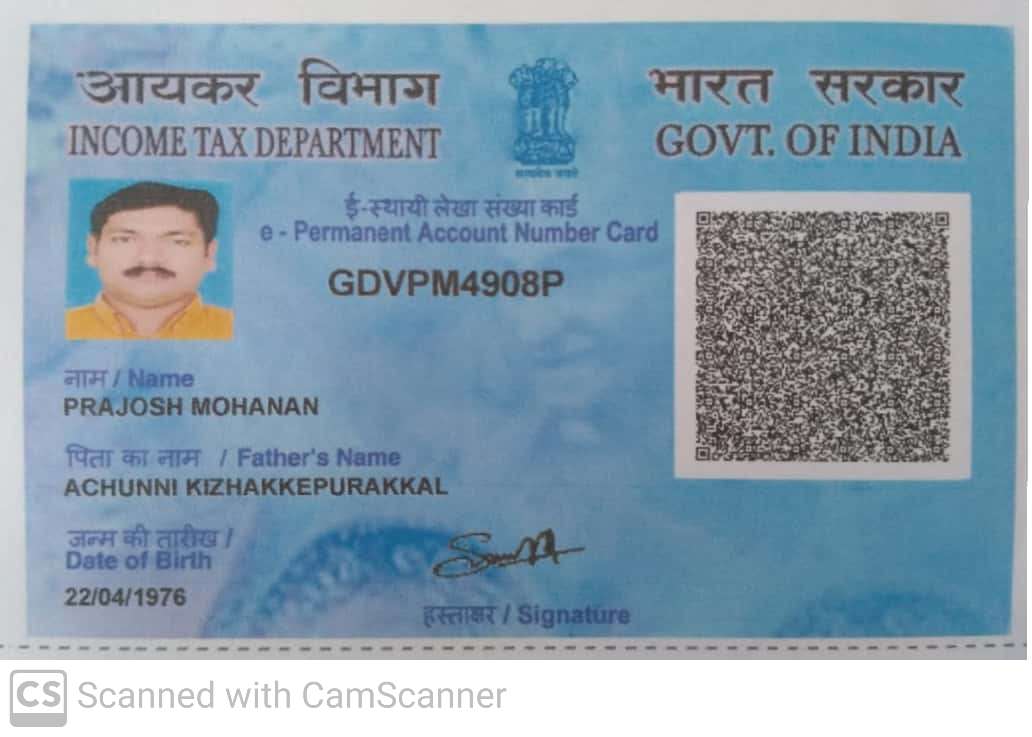 आयकर विभाग
INCOME TAX DEPARTMENT
सत्यमेव जयते
भारत सरकार
GOVT. OF INDIA
ई-स्थायी लेखा संख्या कार्ड
e - Permanent Account Number Card
GDVPM4908P
नाम / Name
PRAJOSH MOHANAN
पिता का नाम / Father's Name
ACHUNNI KIZHAKKEPURAKKAL
जन्म की तारीख /
Date of Birth
22/04/1976
हस्ताक्षर / Signature
CS Scanned with CamScanner